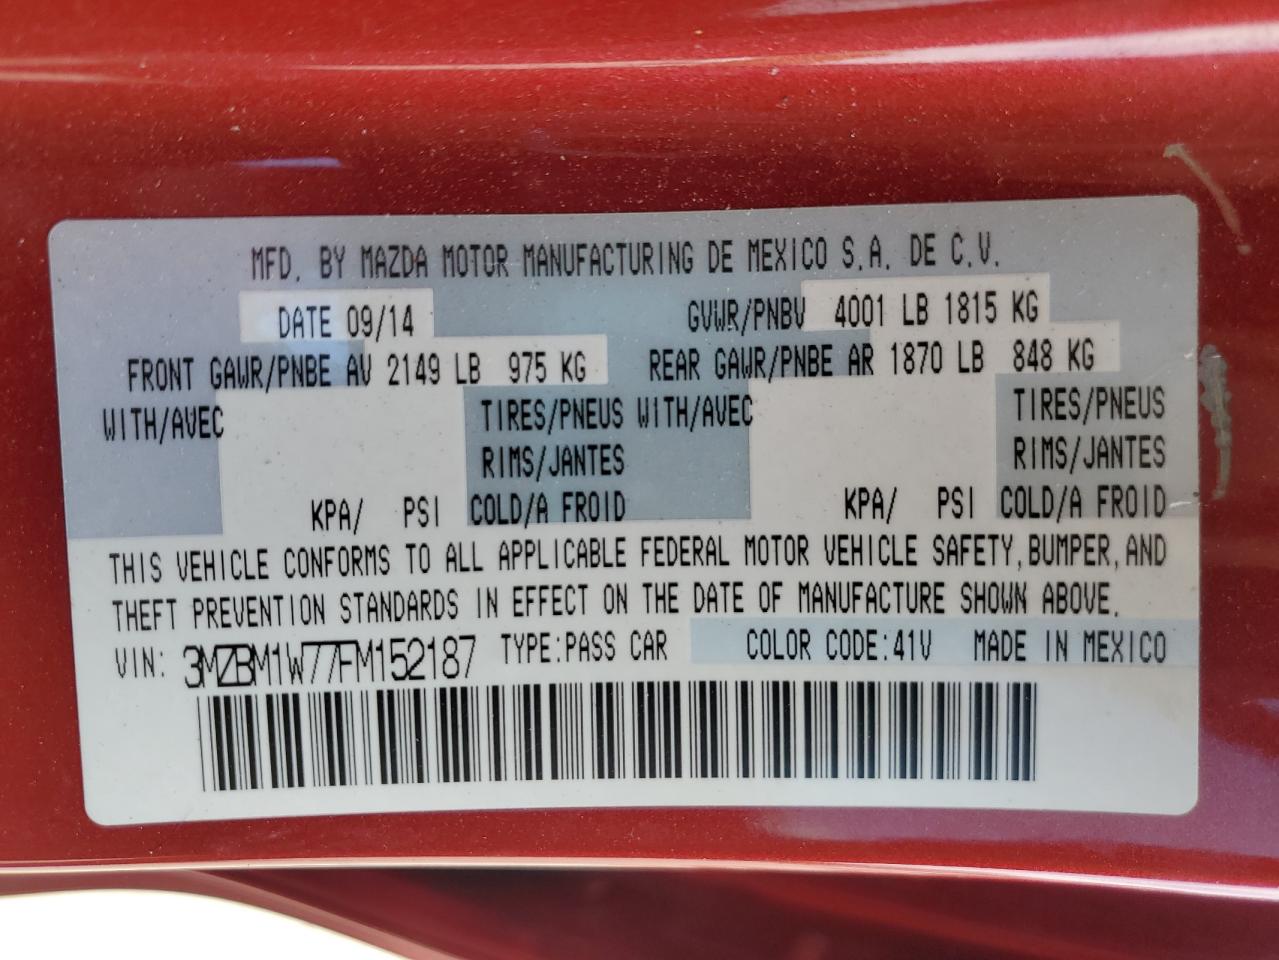 MFD. BY MAZDA MOTOR MANUFACTURING DE MEXICO S.A. DE C.V.
DATE 09/14 GVWR/PNBV 4001 LB 1815 KG
FRONT GAWR/PNBE AV 2149 LB 975 KG REAR GAWR/PNBE AR 1870 LB 848 KG
WITH/AVEC TIRES/PNEUS WITH/AVEC TIRES/PNEUS
RIMS/JANTES RIMS/JANTES
KPA/ PSI COLD/A FROID KPA/ PSI COLD/A FROID
THIS VEHICLE CONFORMS TO ALL APPLICABLE FEDERAL MOTOR VEHICLE SAFETY, BUMPER, AND
THEFT PREVENTION STANDARDS IN EFFECT ON THE DATE OF MANUFACTURE SHOWN ABOVE.
VIN: 3MZBM1W77FM152187 TYPE:PASS CAR COLOR CODE:41V MADE IN MEXICO